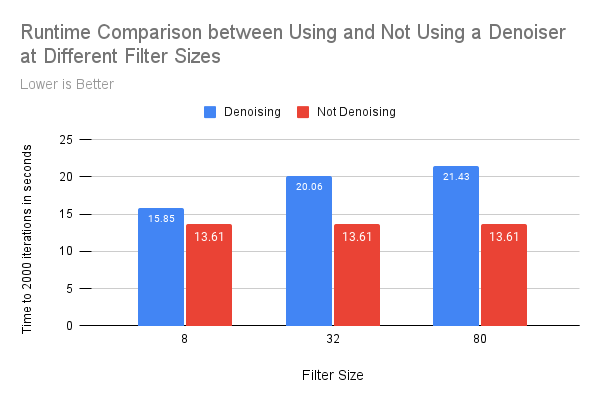 Runtime Comparison between Using and Not Using a Denoiser
at Different Filter Sizes
Lower is Better
Denoising
Not Denoising
Time to 2000 iterations in seconds
25
20
15
10
5
0
15.85
13.61
20.06
13.61
21.43
13.61
8
32
80
Filter Size